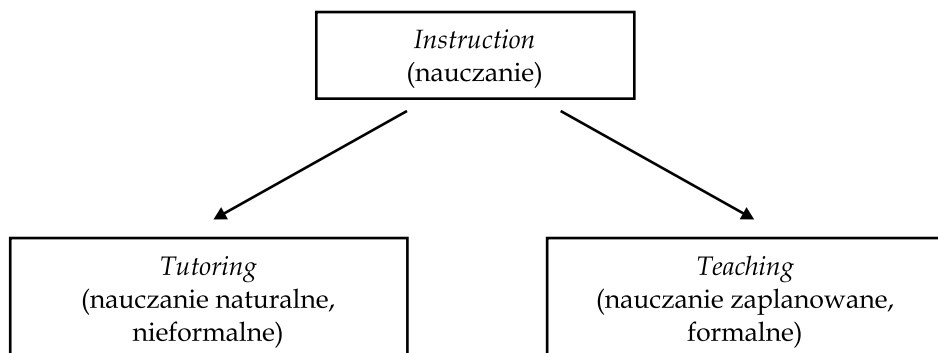 Instruction
(nauczanie)
Tutoring
(nauczanie naturalne,
nieformalne)
Teaching
(nauczanie zaplanowane,
formalne)